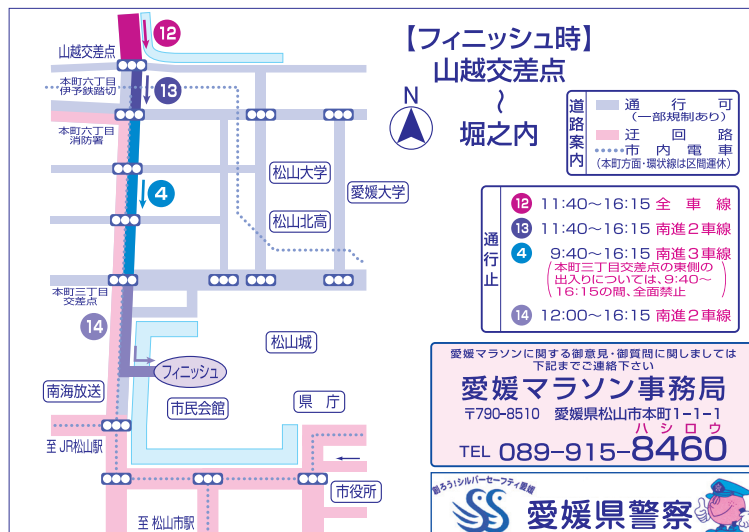 【フィニッシュ時】
山越交差点
～
堀之内
N
道路案内
通行可
(一部規制あり)
迂回路
市内電車
(本町方面・環状線は区間運休)
通行止
12 11:40～16:15 全車線
13 11:40～16:15 南進2車線
4 9:40～16:15 南進3車線
(本町三丁目交差点の東側の
出入りについては、9:40～
16:15の間、全面禁止)
14 12:00～16:15 南進2車線
12
山越交差点
本町六丁目
伊予鉄踏切
13
本町六丁目
消防署
松山大学
愛媛大学
4
松山北高
本町三丁目
交差点
14
松山城
フィニッシュ
南海放送
市民会館
県庁
至 JR松山駅
市役所
至 松山市駅
愛媛マラソンに関する御意見・御質問に関しましては
下記までご連絡下さい
愛媛マラソン事務局
〒790-8510 愛媛県松山市本町1-1-1
ハシロウ
TEL 089-915-8460
創ろう!シルバーセーフティ愛媛
愛媛県警察